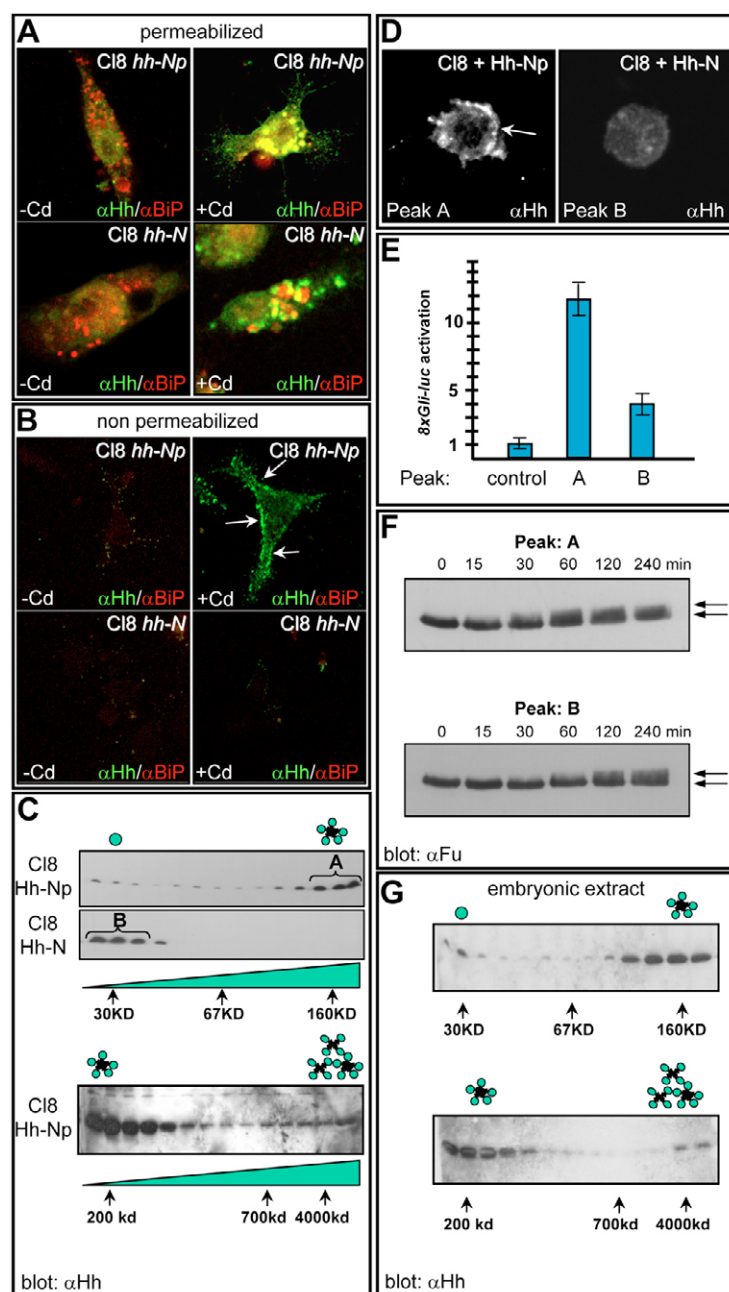 A
permeabilized
Cl8 hh-Np
Cl8 hh-Np
-Cd
αHh/αBiP
+Cd
αHh/αBiP
Cl8 hh-N
Cl8 hh-N
-Cd
αHh/αBiP
+Cd
αHh/αBiP
B
non permeabilized
Cl8 hh-Np
Cl8 hh-Np
-Cd
αHh/αBiP
+Cd
αHh/αBiP
Cl8 hh-N
Cl8 hh-N
-Cd
αHh/αBiP
+Cd
αHh/αBiP
C
Cl8
Hh-Np
A
Cl8
Hh-N
B
30KD 67KD 160KD
Cl8
Hh-Np
200 kd 700kd 4000kd
blot: αHh
D
Cl8 + Hh-Np
Cl8 + Hh-N
Peak A
αHh
Peak B
αHh
E
8xGli-luc activation
10
5
1
Peak: control A B
F
Peak: A
0 15 30 60 120 240 min
Peak: B
0 15 30 60 120 240 min
blot: αFu
G
embryonic extract
30KD 67KD 160KD
200 kd 700kd 4000kd
blot: αHh